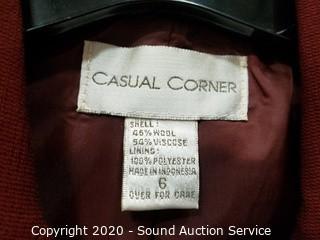 CASUAL CORNER
SHELL:
46% WOOL
54% VISCOSE
LINING:
100% POLYESTER
MADE IN INDONESIA
6
OVER FOR CARE
Copyright 2020 - Sound Auction Service